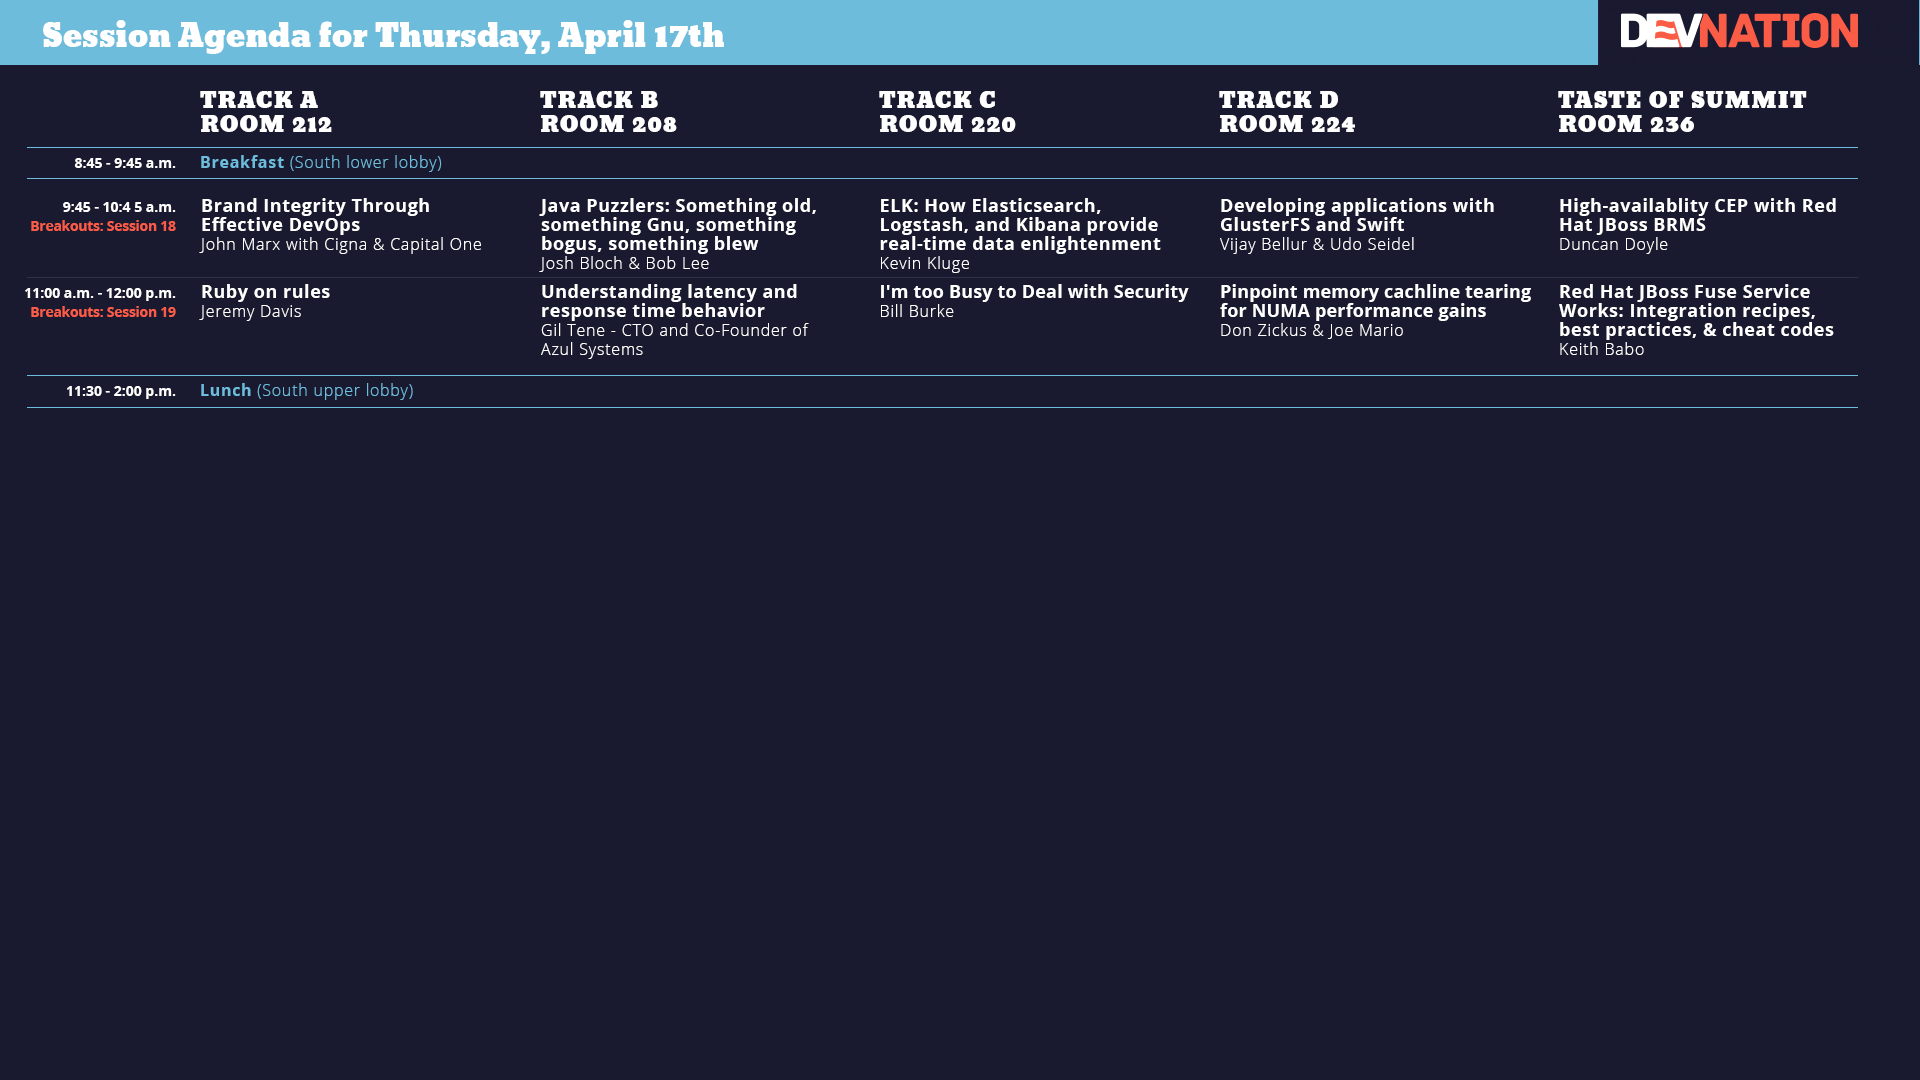 Session Agenda for Thursday, April 17th
DEVNATION
TRACK A
ROOM 212
TRACK B
ROOM 208
TRACK C
ROOM 220
TRACK D
ROOM 224
TASTE OF SUMMIT
ROOM 236
8:45 - 9:45 a.m.
Breakfast (South lower lobby)
9:45 - 10:4 5 a.m.
Breakouts: Session 18
Brand Integrity Through
Effective DevOps
John Marx with Cigna & Capital One
Java Puzzlers: Something old,
something Gnu, something
bogus, something blew
Josh Bloch & Bob Lee
ELK: How Elasticsearch,
Logstash, and Kibana provide
real-time data enlightenment
Kevin Kluge
Developing applications with
GlusterFS and Swift
Vijay Bellur & Udo Seidel
High-availablity CEP with Red
Hat JBoss BRMS
Duncan Doyle
11:00 a.m. - 12:00 p.m.
Breakouts: Session 19
Ruby on rules
Jeremy Davis
Understanding latency and
response time behavior
Gil Tene - CTO and Co-Founder of
Azul Systems
I'm too Busy to Deal with Security
Bill Burke
Pinpoint memory cachline tearing
for NUMA performance gains
Don Zickus & Joe Mario
Red Hat JBoss Fuse Service
Works: Integration recipes,
best practices, & cheat codes
Keith Babo
11:30 - 2:00 p.m.
Lunch (South upper lobby)